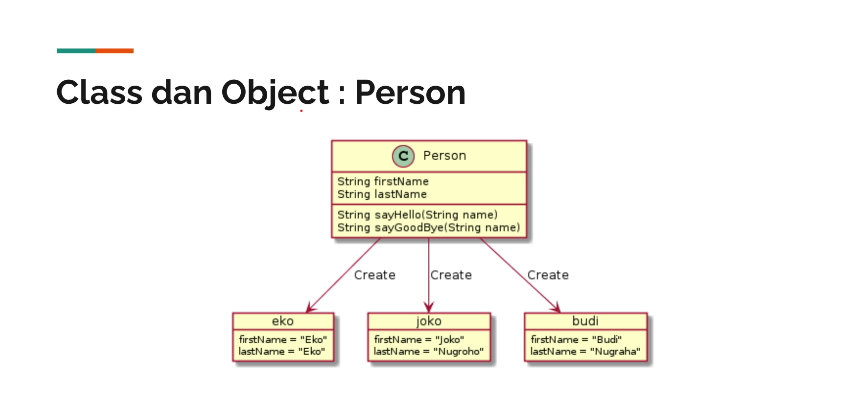 Class dan Object : Person
C Person
String firstName
String lastName
String sayHello(String name)
String sayGoodBye(String name)
Create Create Create
eko
firstName = "Eko"
lastName = "Eko"
joko
firstName = "Joko"
lastName = "Nugroho"
budi
firstName = "Budi"
lastName = "Nugraha"